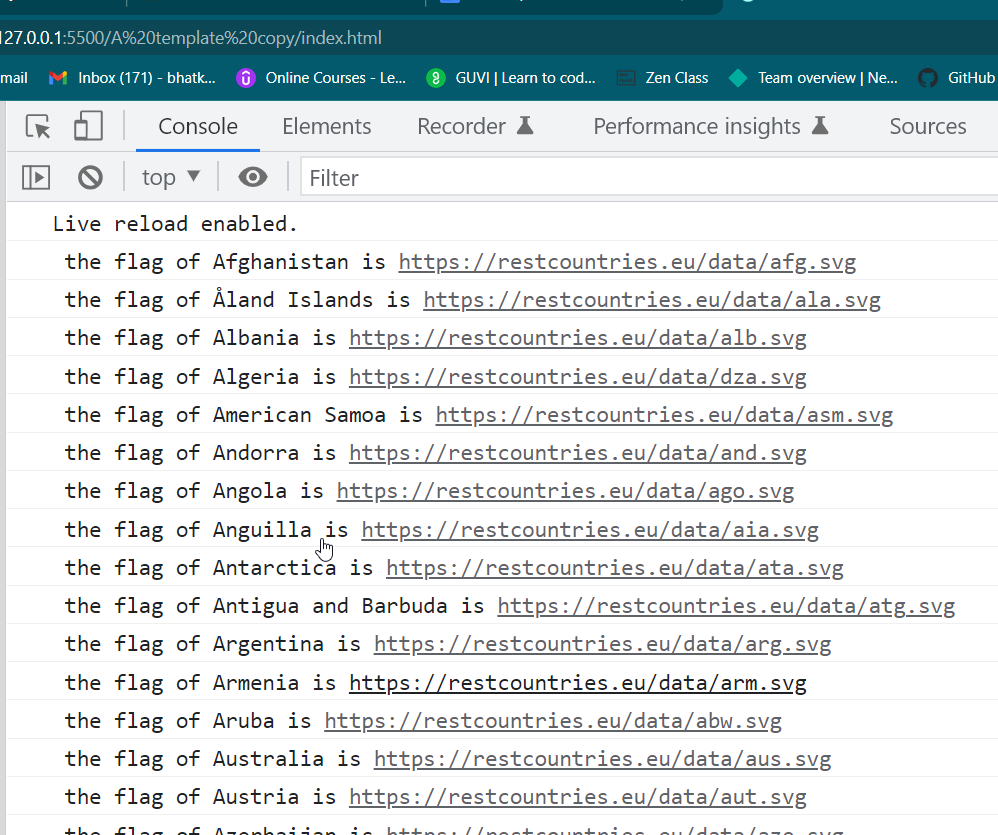 127.0.0.1:5500/A%20template%20copy/index.html
mail Inbox (171) - bhatk... Online Courses - Le... GUVI | Learn to cod... Zen Class Team overview | Ne... GitHub
Console Elements Recorder Performance insights Sources
top Filter
Live reload enabled.
the flag of Afghanistan is https://restcountries.eu/data/afg.svg
the flag of Åland Islands is https://restcountries.eu/data/ala.svg
the flag of Albania is https://restcountries.eu/data/alb.svg
the flag of Algeria is https://restcountries.eu/data/dza.svg
the flag of American Samoa is https://restcountries.eu/data/asm.svg
the flag of Andorra is https://restcountries.eu/data/and.svg
the flag of Angola is https://restcountries.eu/data/ago.svg
the flag of Anguilla is https://restcountries.eu/data/aia.svg
the flag of Antarctica is https://restcountries.eu/data/ata.svg
the flag of Antigua and Barbuda is https://restcountries.eu/data/atg.svg
the flag of Argentina is https://restcountries.eu/data/arg.svg
the flag of Armenia is https://restcountries.eu/data/arm.svg
the flag of Aruba is https://restcountries.eu/data/abw.svg
the flag of Australia is https://restcountries.eu/data/aus.svg
the flag of Austria is https://restcountries.eu/data/aut.svg
the flag of Azerbaijan is https://restcountries.eu/data/aze.svg